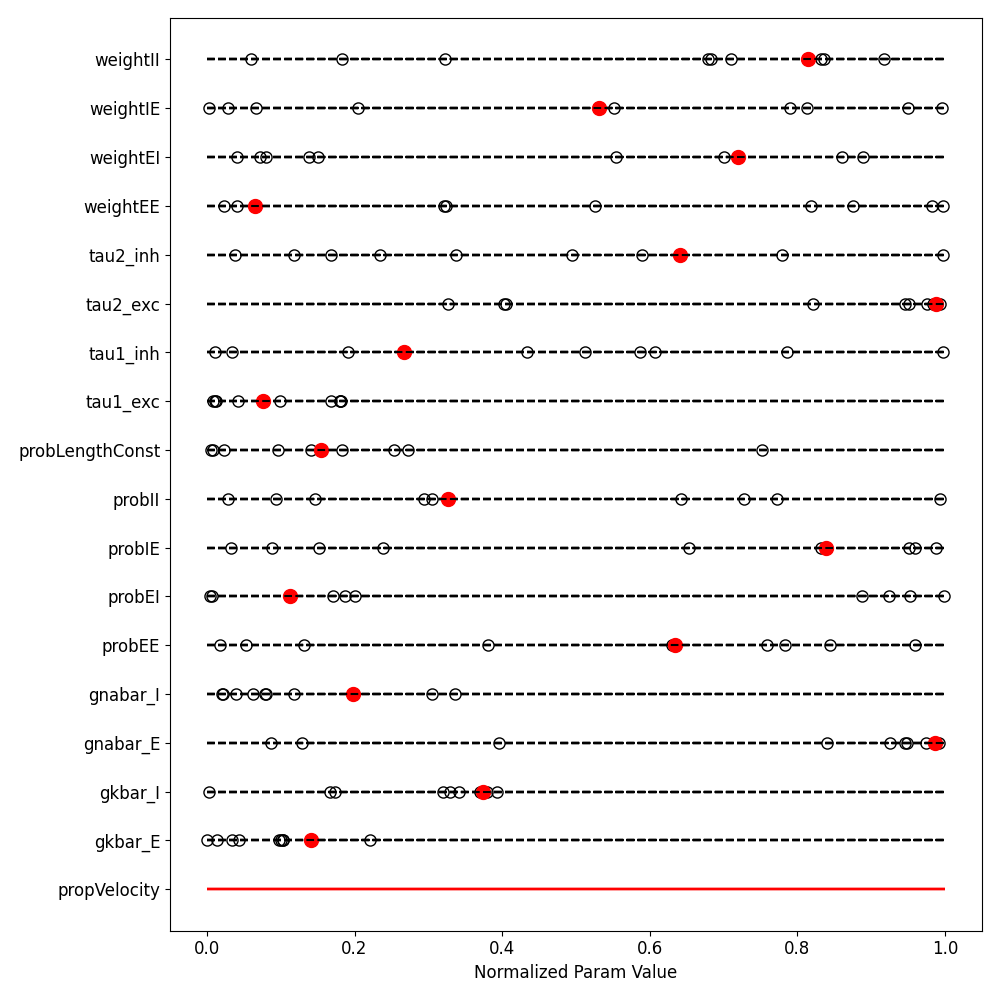 weightII
weightIE
weightEI
weightEE
tau2_inh
tau2_exc
tau1_inh
tau1_exc
probLengthConst
probII
probIE
probEI
probEE
gnabar_I
gnabar_E
gkbar_I
gkbar_E
propVelocity
0.0 0.2 0.4 0.6 0.8 1.0
Normalized Param Value